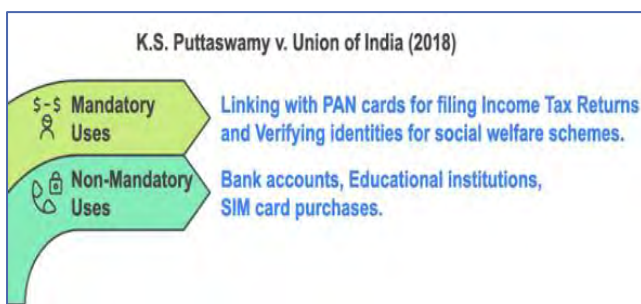 K.S. Puttaswamy v. Union of India (2018)
$-$ Mandatory
Uses
Linking with PAN cards for filing Income Tax Returns
and Verifying identities for social welfare schemes.
Non-Mandatory
Uses
Bank accounts, Educational institutions,
SIM card purchases.